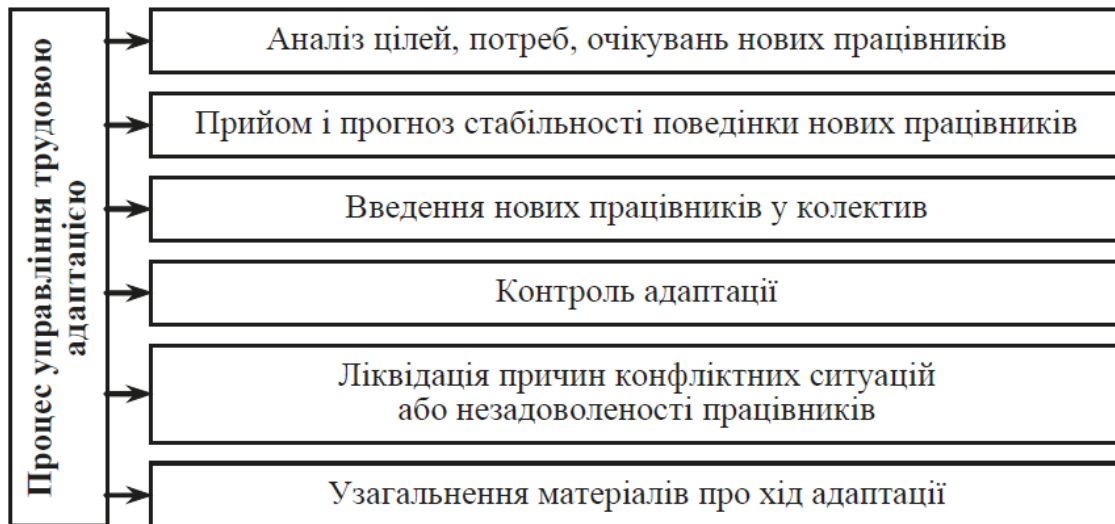 Процес управління трудовою
адаптацією
Аналіз цілей, потреб, очікувань нових працівників
Прийом і прогноз стабільності поведінки нових працівників
Введення нових працівників у колектив
Контроль адаптації
Ліквідація причин конфліктних ситуацій
або незадоволеності працівників
Узагальнення матеріалів про хід адаптації